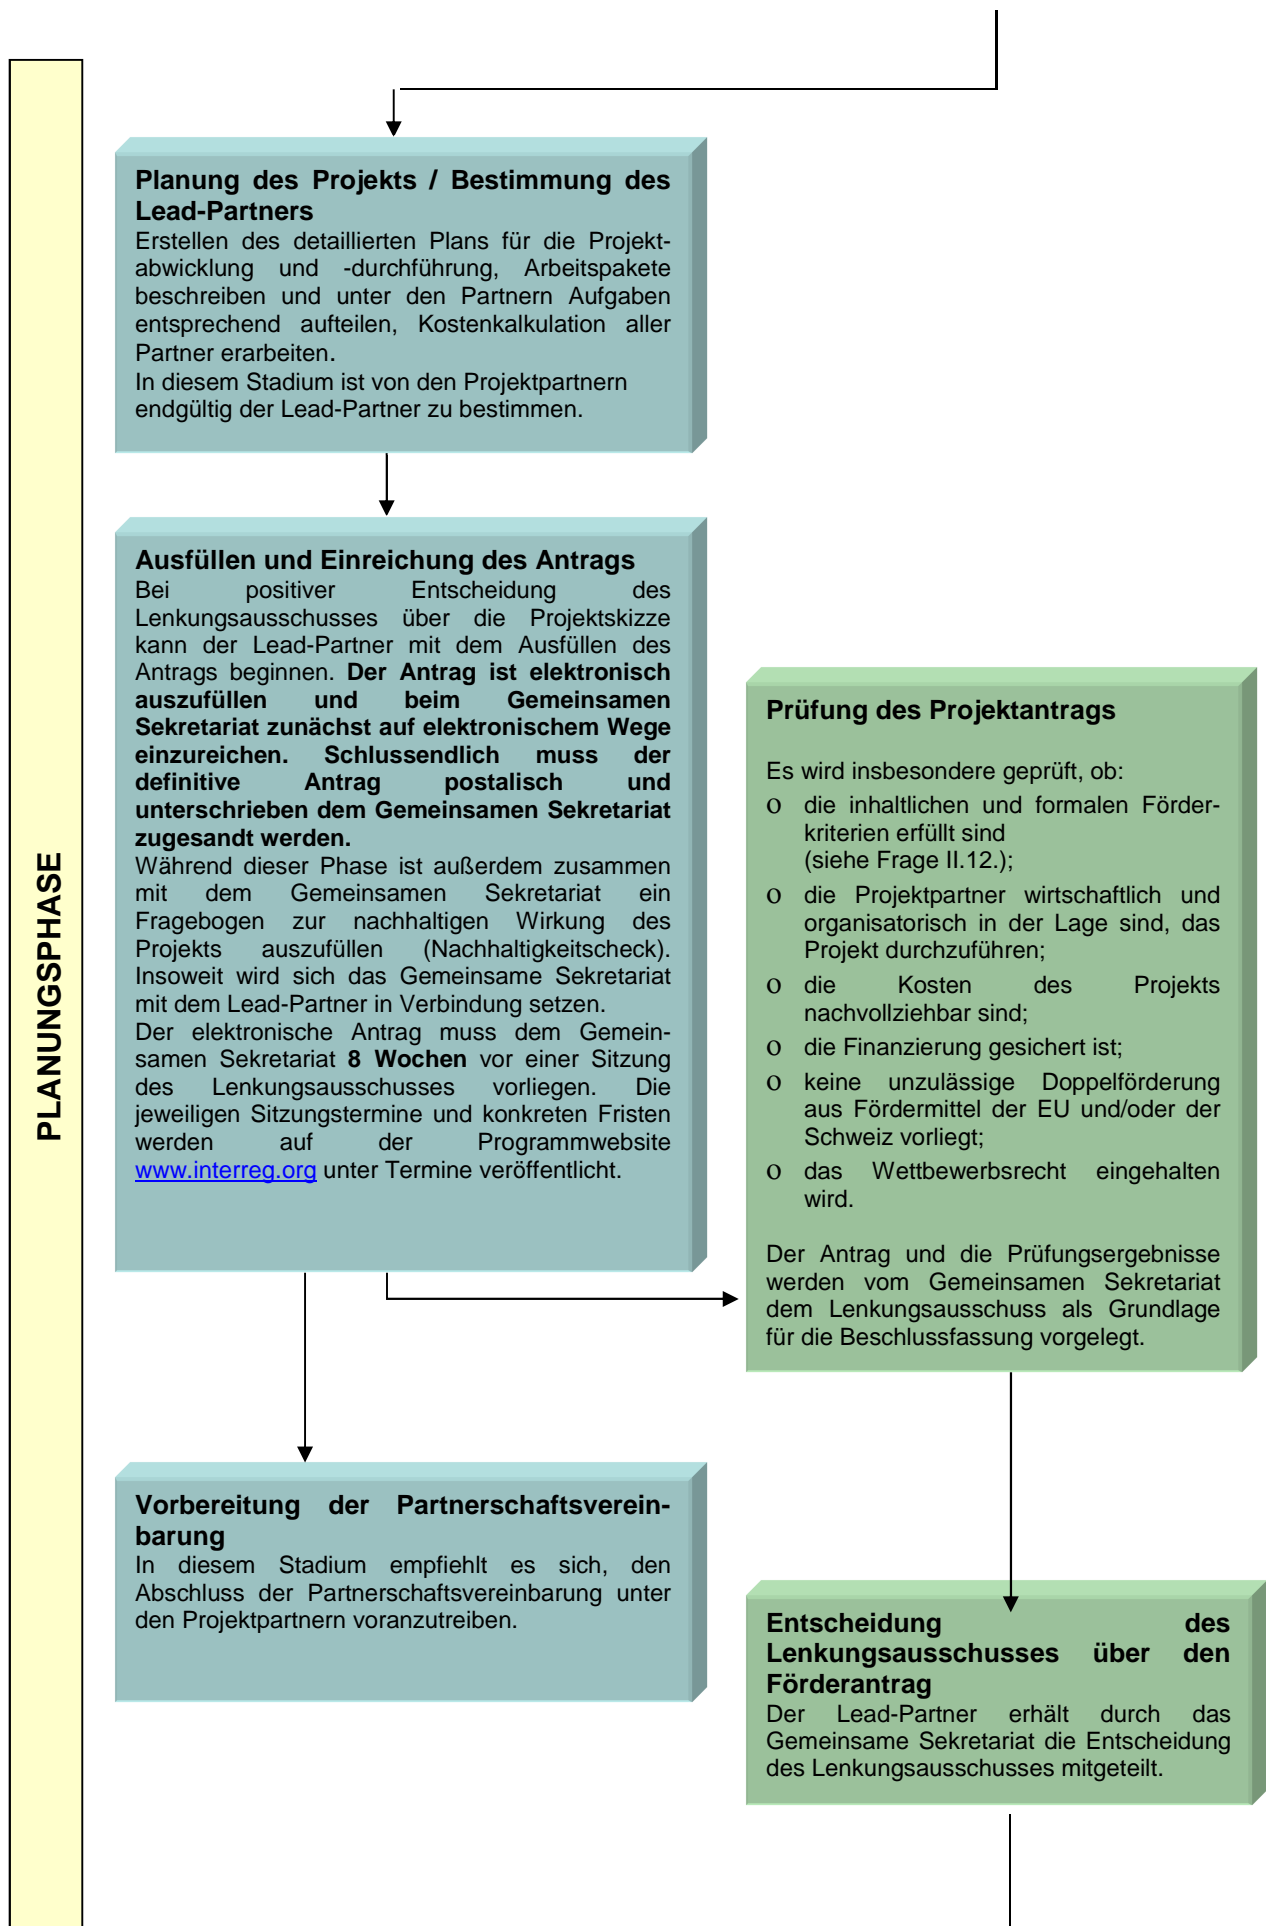 PLANUNGSPHASE
Planung des Projekts / Bestimmung des
Lead-Partners
Erstellen des detaillierten Plans für die Projekt-
abwicklung und -durchführung, Arbeitspakete
beschreiben und unter den Partnern Aufgaben
entsprechend aufteilen, Kostenkalkulation aller
Partner erarbeiten.
In diesem Stadium ist von den Projektpartnern
endgültig der Lead-Partner zu bestimmen.
Ausfüllen und Einreichung des Antrags
Bei positiver Entscheidung des
Lenkungsausschusses über die Projektskizze
kann der Lead-Partner mit dem Ausfüllen des
Antrags beginnen. Der Antrag ist elektronisch
auszufüllen und beim Gemeinsamen
Sekretariat zunächst auf elektronischem Wege
einzureichen. Schlussendlich muss der
definitive Antrag postalisch und
unterschrieben dem Gemeinsamen Sekretariat
zugesandt werden.
Während dieser Phase ist außerdem zusammen
mit dem Gemeinsamen Sekretariat ein
Fragebogen zur nachhaltigen Wirkung des
Projekts auszufüllen (Nachhaltigkeitscheck).
Insoweit wird sich das Gemeinsame Sekretariat
mit dem Lead-Partner in Verbindung setzen.
Der elektronische Antrag muss dem Gemein-
samen Sekretariat 8 Wochen vor einer Sitzung
des Lenkungsausschusses vorliegen. Die
jeweiligen Sitzungstermine und konkreten Fristen
werden auf der Programmwebsite
www.interreg.org unter Termine veröffentlicht.
Prüfung des Projektantrags
Es wird insbesondere geprüft, ob:
o die inhaltlichen und formalen Förder-
kriterien erfüllt sind
(siehe Frage II.12.);
o die Projektpartner wirtschaftlich und
organisatorisch in der Lage sind, das
Projekt durchzuführen;
o die Kosten des Projekts
nachvollziehbar sind;
o die Finanzierung gesichert ist;
o keine unzulässige Doppelförderung
aus Fördermittel der EU und/oder der
Schweiz vorliegt;
o das Wettbewerbsrecht eingehalten
wird.
Der Antrag und die Prüfungsergebnisse
werden vom Gemeinsamen Sekretariat
dem Lenkungsausschuss als Grundlage
für die Beschlussfassung vorgelegt.
Vorbereitung der Partnerschaftsverein-
barung
In diesem Stadium empfiehlt es sich, den
Abschluss der Partnerschaftsvereinbarung unter
den Projektpartnern voranzutreiben.
Entscheidung des
Lenkungsausschusses über den
Förderantrag
Der Lead-Partner erhält durch das
Gemeinsame Sekretariat die Entscheidung
des Lenkungsausschusses mitgeteilt.